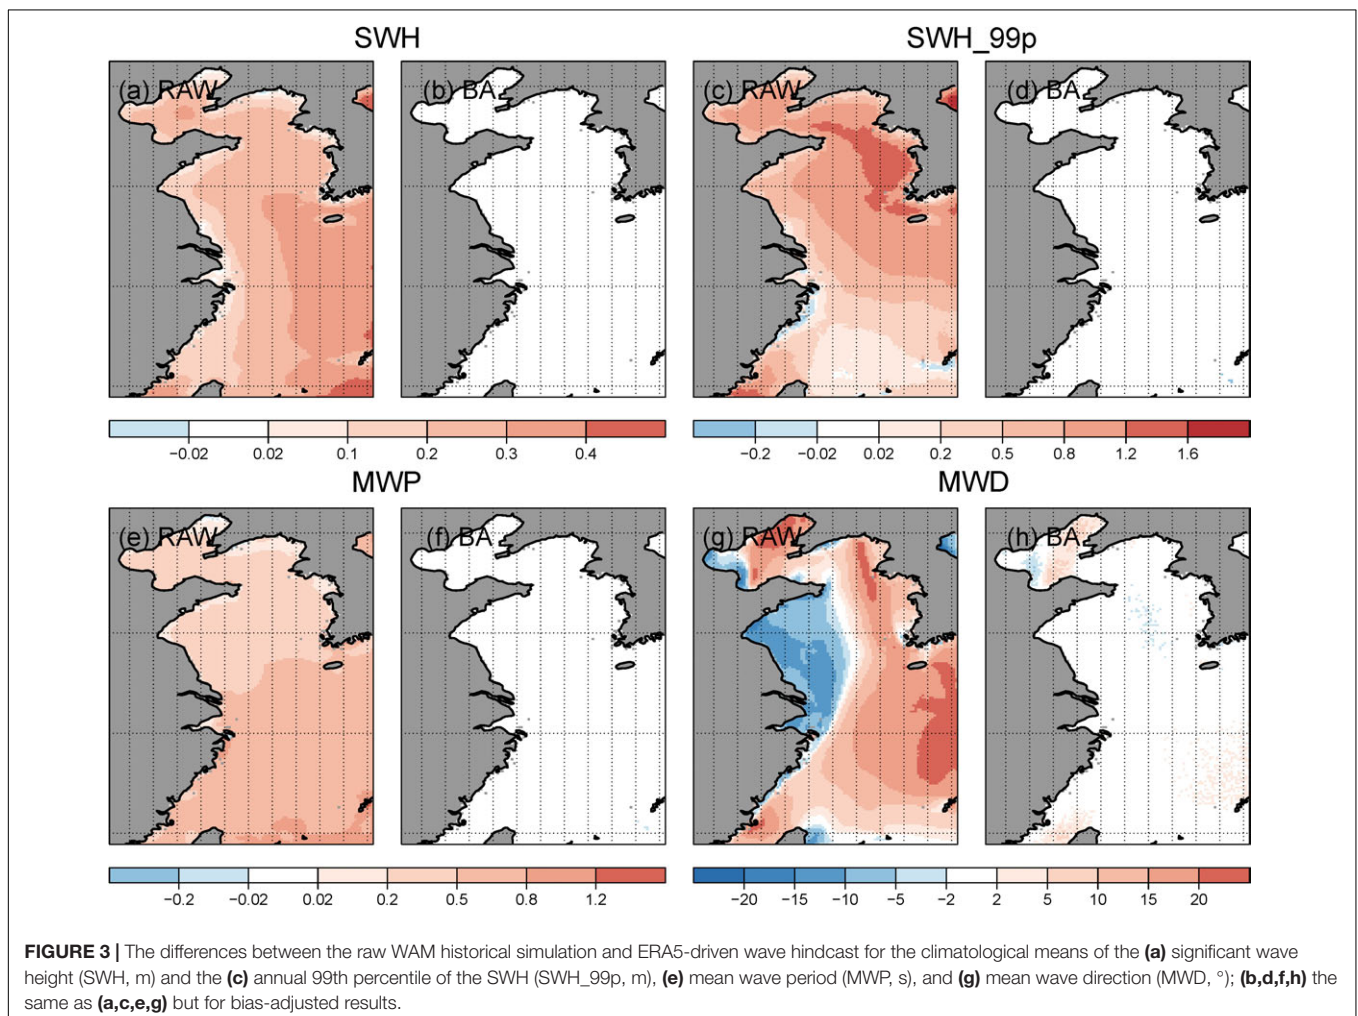 SWH
SWH_99p
(a) RAW
(b) BA
(c) RAW
(d) BA
−0.02 0.02 0.1 0.2 0.3 0.4
−0.2 −0.02 0.02 0.2 0.5 0.8 1.2 1.6
MWP
MWD
(e) RAW
(f) BA
(g) RAW
(h) BA
−0.2 −0.02 0.02 0.2 0.5 0.8 1.2
−20 −15 −10 −5 −2 2 5 10 15 20
FIGURE 3 | The differences between the raw WAM historical simulation and ERA5-driven wave hindcast for the climatological means of the (a) significant wave
height (SWH, m) and the (c) annual 99th percentile of the SWH (SWH_99p, m), (e) mean wave period (MWP, s), and (g) mean wave direction (MWD, °); (b,d,f,h) the
same as (a,c,e,g) but for bias-adjusted results.